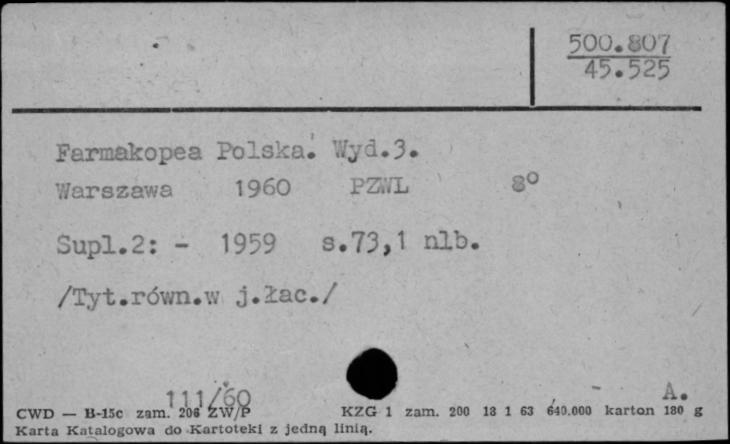 500.807
45.525
Farmakopea Polska. Wyd.3.
Warszawa 1960 PZWL 8°
Supl.2: - 1959 s.73,1 nlb.
/Tyt.równ.w j.łac./
111/60 A.
CWD — B-15c zam. 206 ZW/P KZG 1 zam. 200 18 1 63 640.000 karton 180 g
Karta Katalogowa do Kartoteki z jedną linią.